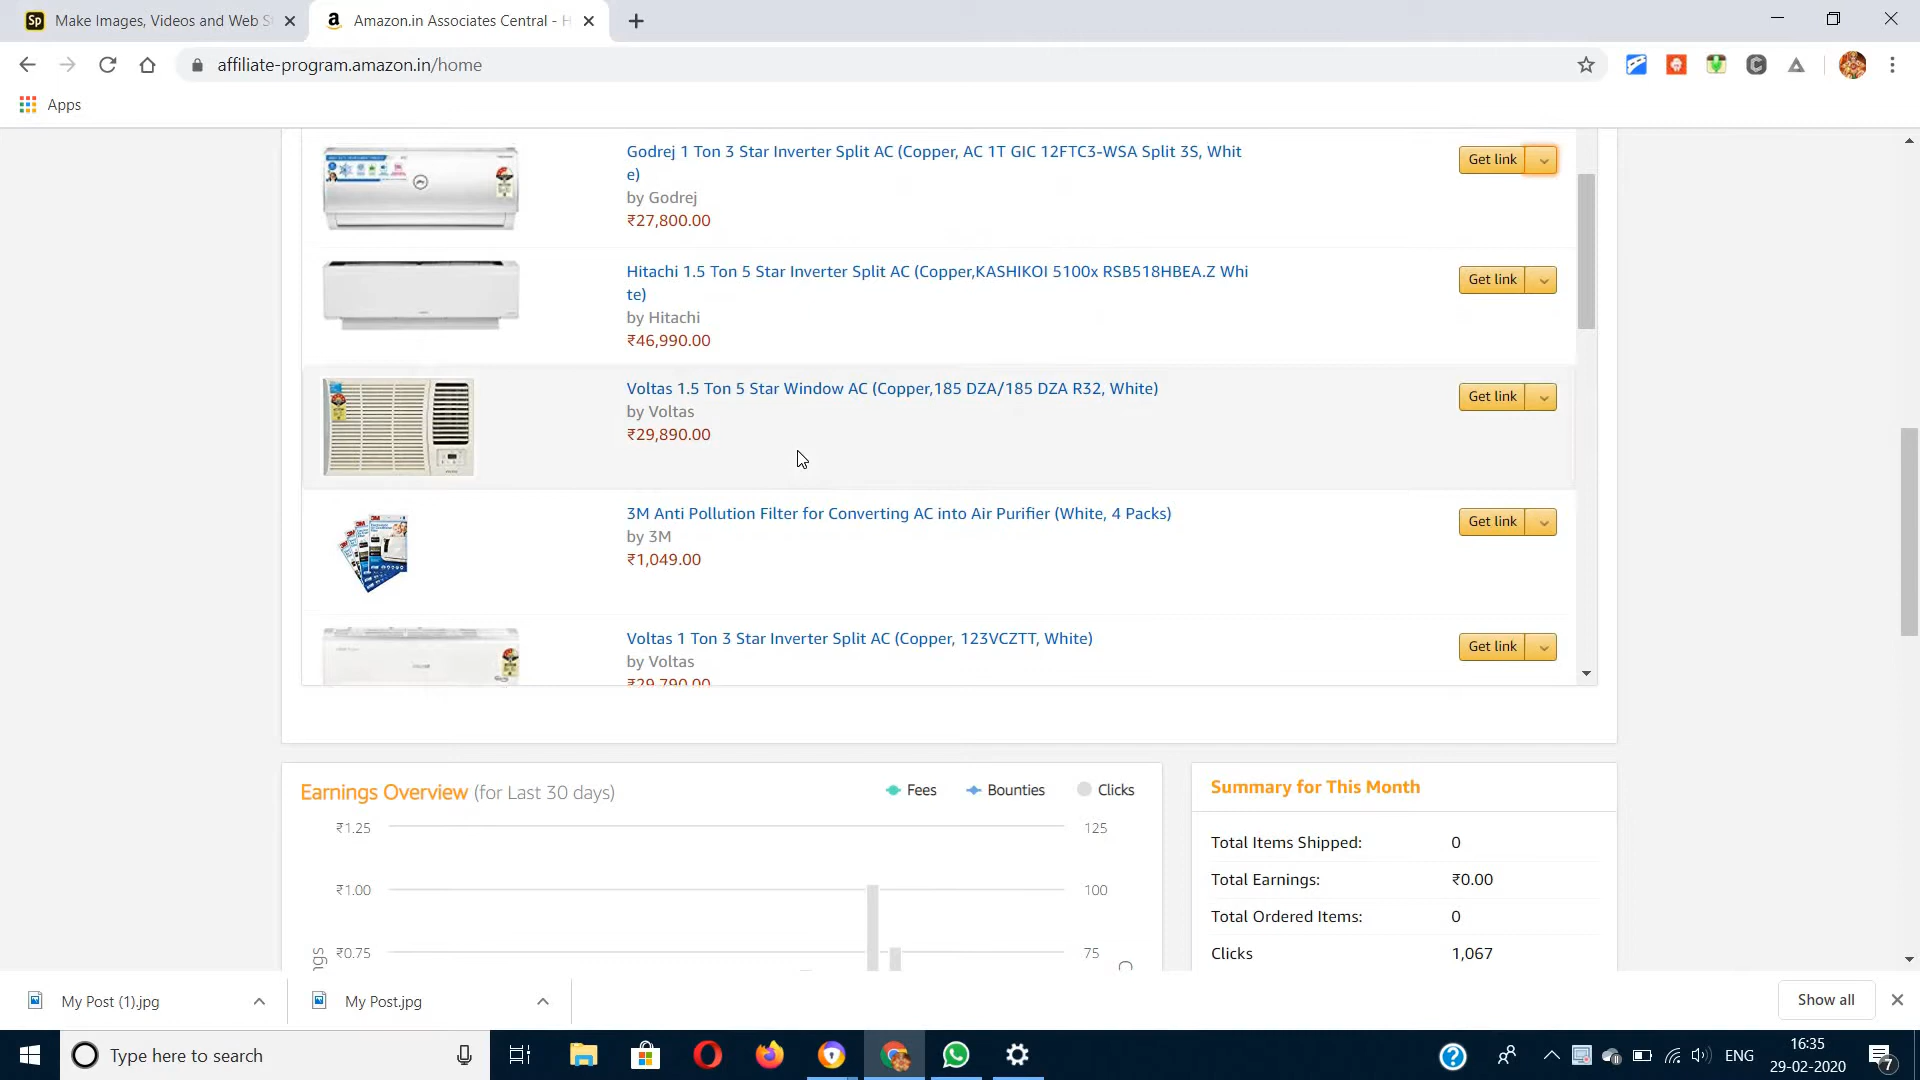 Sp Make Images, Videos and Web S
a Amazon.in Associates Central - H
affiliate-program.amazon.in/home
Apps
Godrej 1 Ton 3 Star Inverter Split AC (Copper, AC 1T GIC 12FTC3-WSA Split 3S, Whit
e)
by Godrej
₹27,800.00
Get link
Hitachi 1.5 Ton 5 Star Inverter Split AC (Copper,KASHIKOI 5100x RSB518HBEA.Z Whi
te)
by Hitachi
₹46,990.00
Get link
Voltas 1.5 Ton 5 Star Window AC (Copper,185 DZA/185 DZA R32, White)
by Voltas
₹29,890.00
Get link
3M Anti Pollution Filter for Converting AC into Air Purifier (White, 4 Packs)
by 3M
₹1,049.00
Get link
Voltas 1 Ton 3 Star Inverter Split AC (Copper, 123VCZTT, White)
by Voltas
₹29,790.00
Get link
Earnings Overview (for Last 30 days)
Fees Bounties Clicks
₹1.25 125
₹1.00 100
₹0.75 75
ngs
Summary for This Month
Total Items Shipped: 0
Total Earnings: ₹0.00
Total Ordered Items: 0
Clicks 1,067
My Post (1).jpg
My Post.jpg
Show all
Type here to search
ENG
16:35
29-02-2020
7